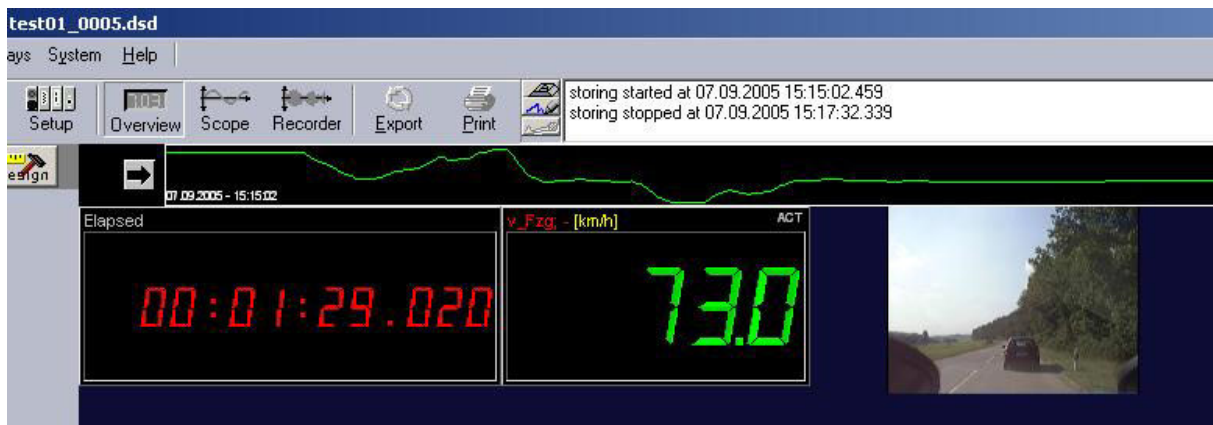 test01_0005.dsd
ays System Help
Setup Overview Scope Recorder Export Print
storing started at 07.09.2005 15:15:02.459
storing stopped at 07.09.2005 15:17:32.339
esign
07.09.2005 - 15:15:02
Elapsed
00:01:29.020
v_Fzg; - [km/h] ACT
73.0